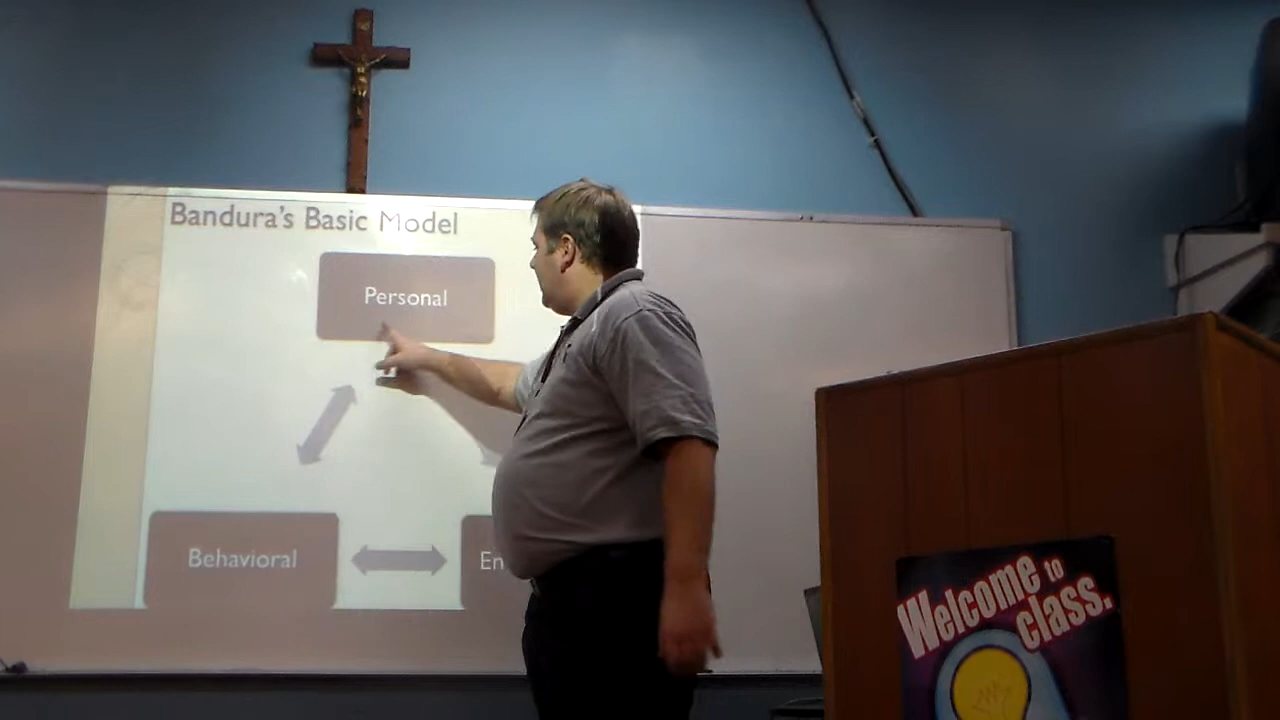 Bandura's Basic Model
Personal
Behavioral
En
Welcome to
class.